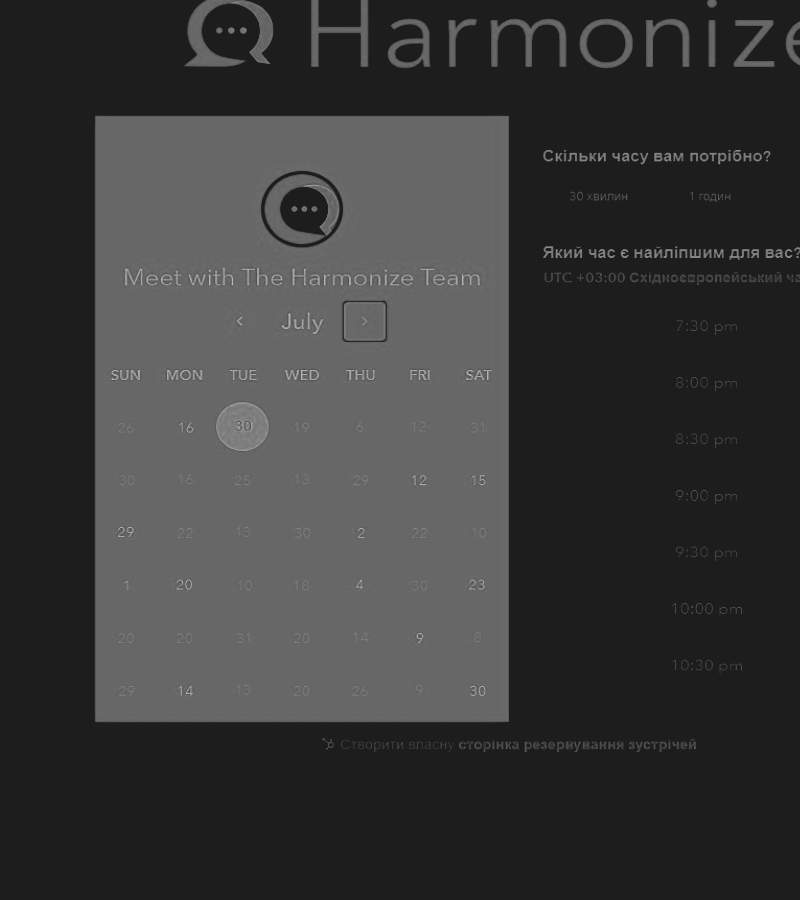 Harmonize
Meet with The Harmonize Team
July
SUN MON TUE WED THU FRI SAT
26 16 30 19 6 12 31
30 16 25 13 29 12 15
29 22 13 30 2 22 10
1 20 10 18 4 30 23
20 20 31 20 14 9 8
29 14 13 20 26 9 30
Скільки часу вам потрібно?
30 хвилин 1 годин
Який час є найліпшим для вас?
UTC +03:00 Східноєвропейський
7:30 pm
8:00 pm
8:30 pm
9:00 pm
9:30 pm
10:00 pm
10:30 pm
Створити власну сторінка резервування зустрічей